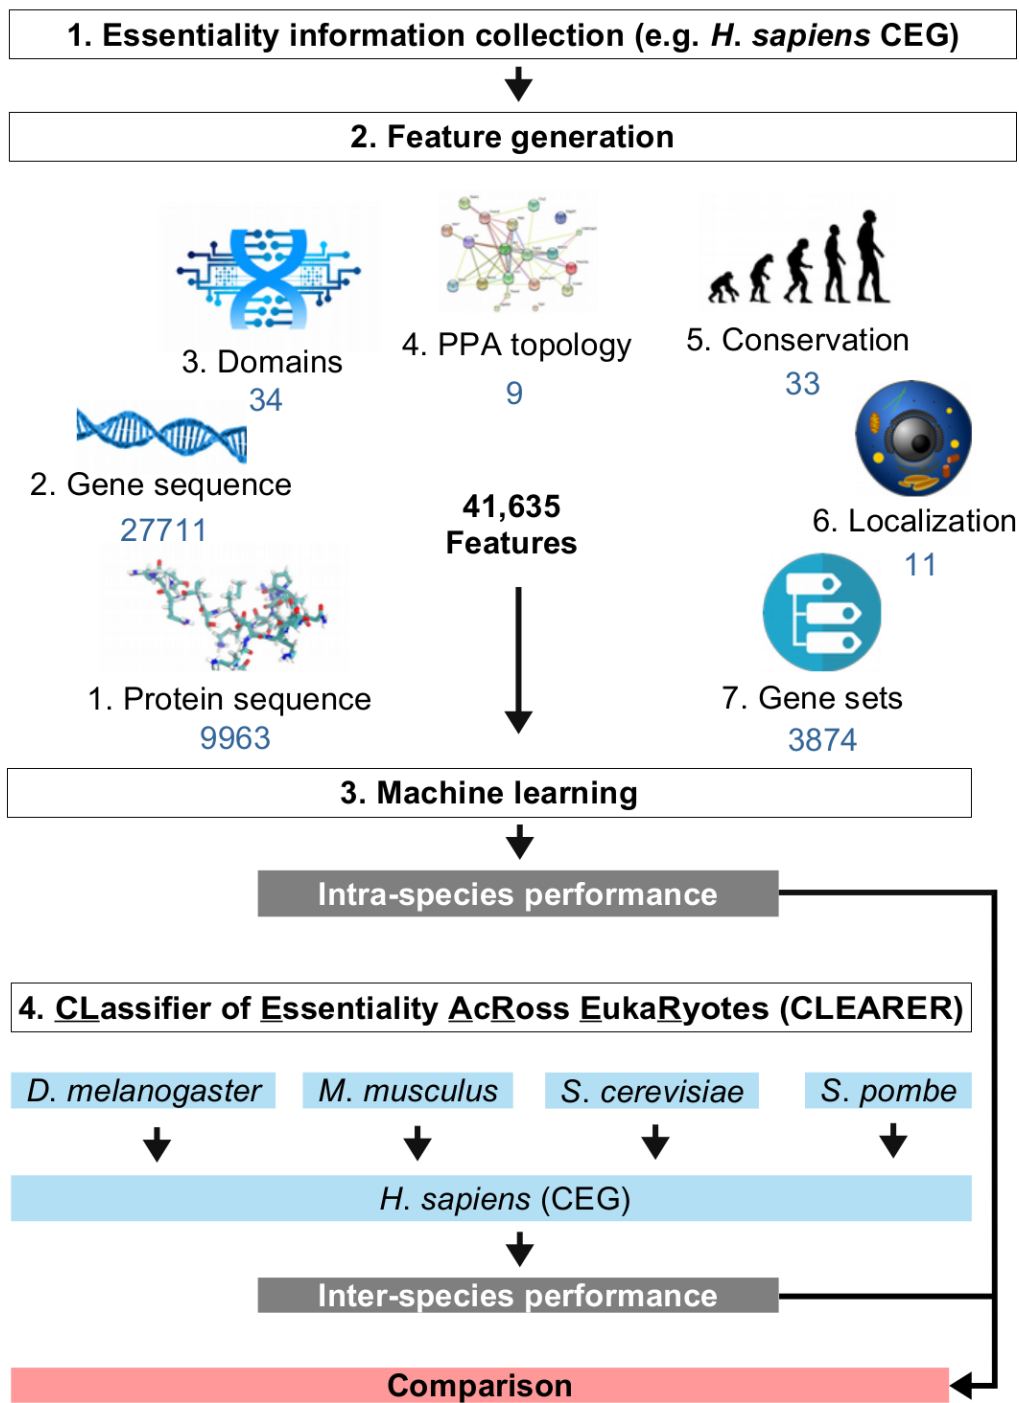 1. Essentiality information collection (e.g. H. sapiens CEG)
2. Feature generation
3. Domains
34
4. PPA topology
9
5. Conservation
33
2. Gene sequence
27711
41,635
Features
6. Localization
11
1. Protein sequence
9963
7. Gene sets
3874
3. Machine learning
Intra-species performance
4. CLassifier of Essentiality AcRoss EukaRyotes (CLEARER)
D. melanogaster
M. musculus
S. cerevisiae
S. pombe
H. sapiens (CEG)
Inter-species performance
Comparison